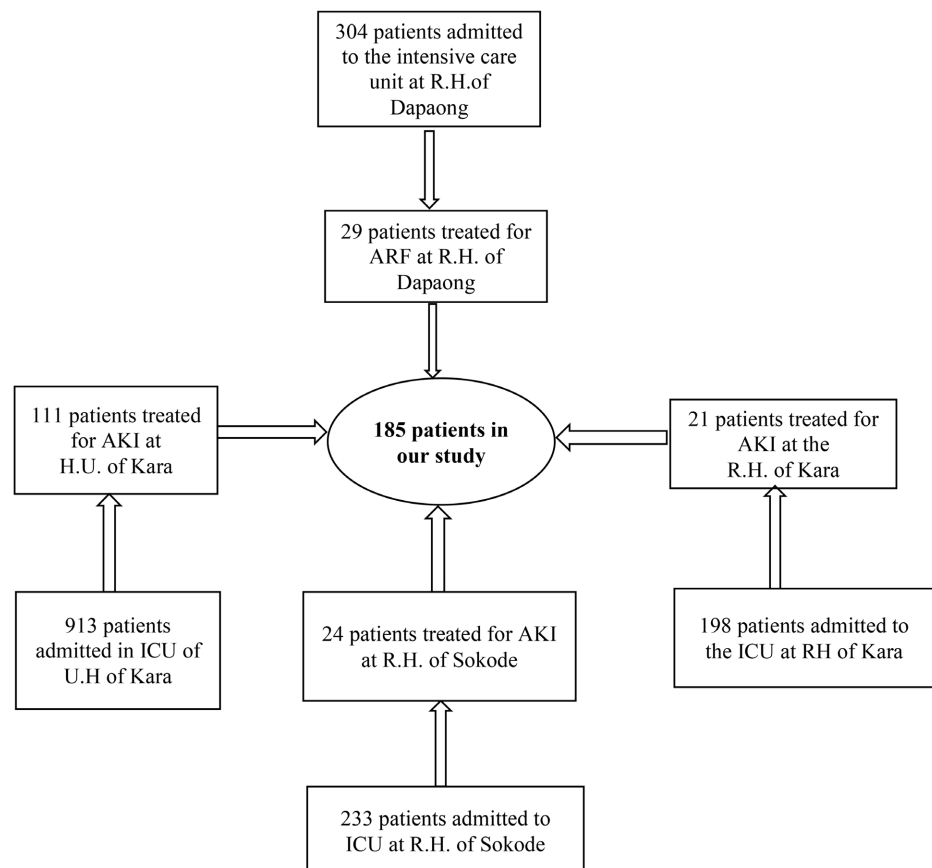 304 patients admitted
to the intensive care
unit at R.H.of
Dapaong
29 patients treated for
ARF at R.H. of
Dapaong
111 patients treated
for AKI at
H.U. of Kara
185 patients in
our study
21 patients treated for
AKI at the
R.H. of Kara
913 patients
admitted in ICU of
U.H of Kara
24 patients treated for AKI
at R.H. of Sokode
198 patients admitted to
the ICU at RH of Kara
233 patients admitted to
ICU at R.H. of Sokode